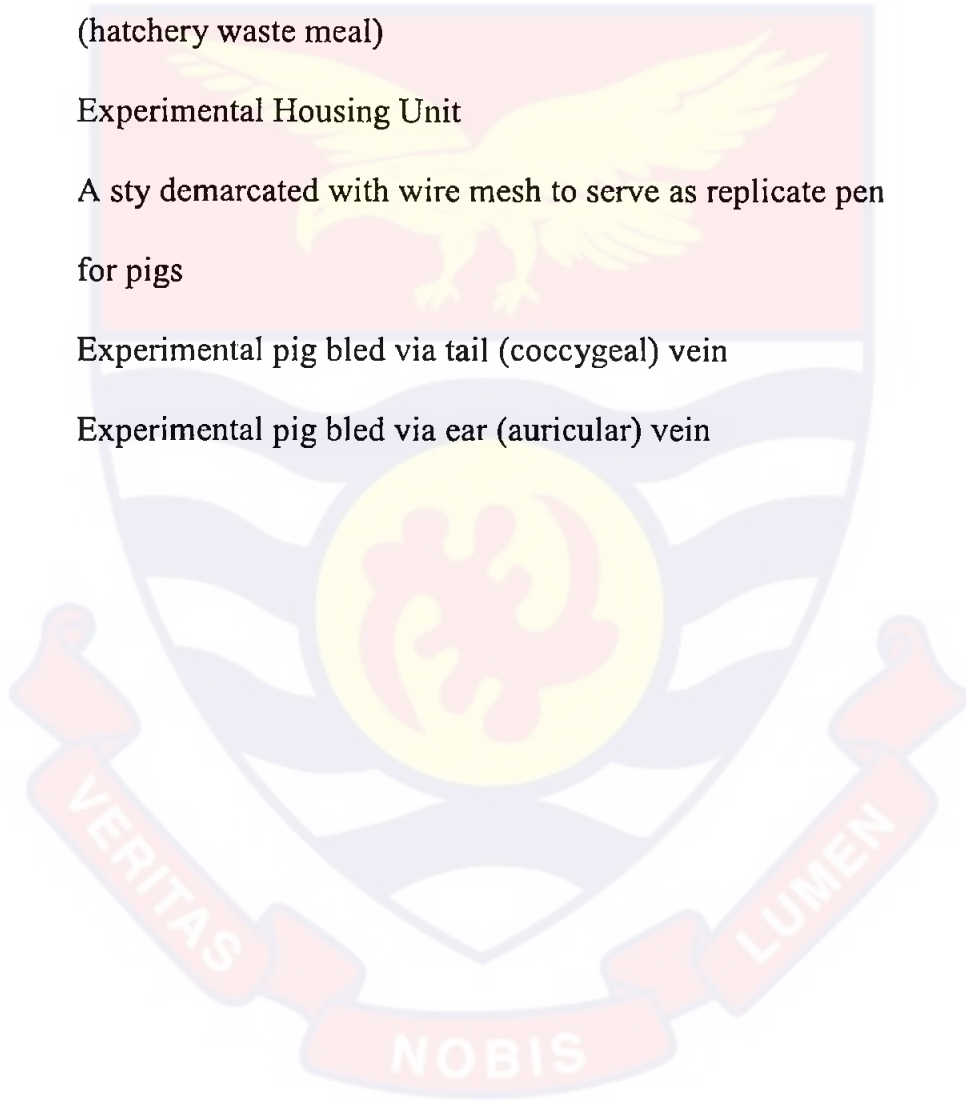 (hatchery waste meal)
Experimental Housing Unit
A sty demarcated with wire mesh to serve as replicate pen
for pigs
Experimental pig bled via tail (coccygeal) vein
Experimental pig bled via ear (auricular) vein
VERITAS
NOBIS
LUMEN